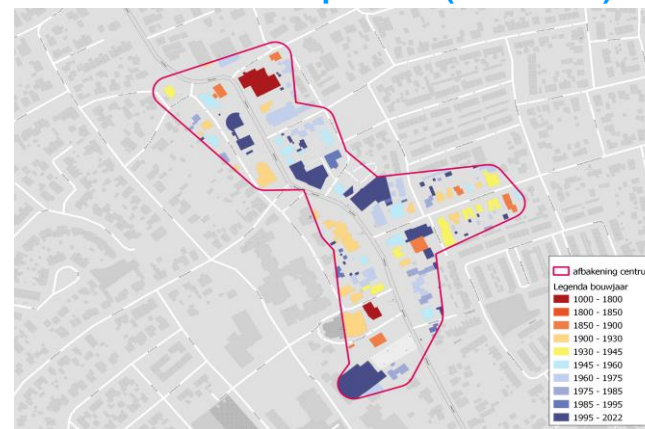 afbakening centru
Legenda bouwjaar
1000 - 1800
1800 - 1850
1850 - 1900
1900 - 1930
1930 - 1945
1945 - 1960
1960 - 1975
1975 - 1985
1985 - 1995
1995 - 2022